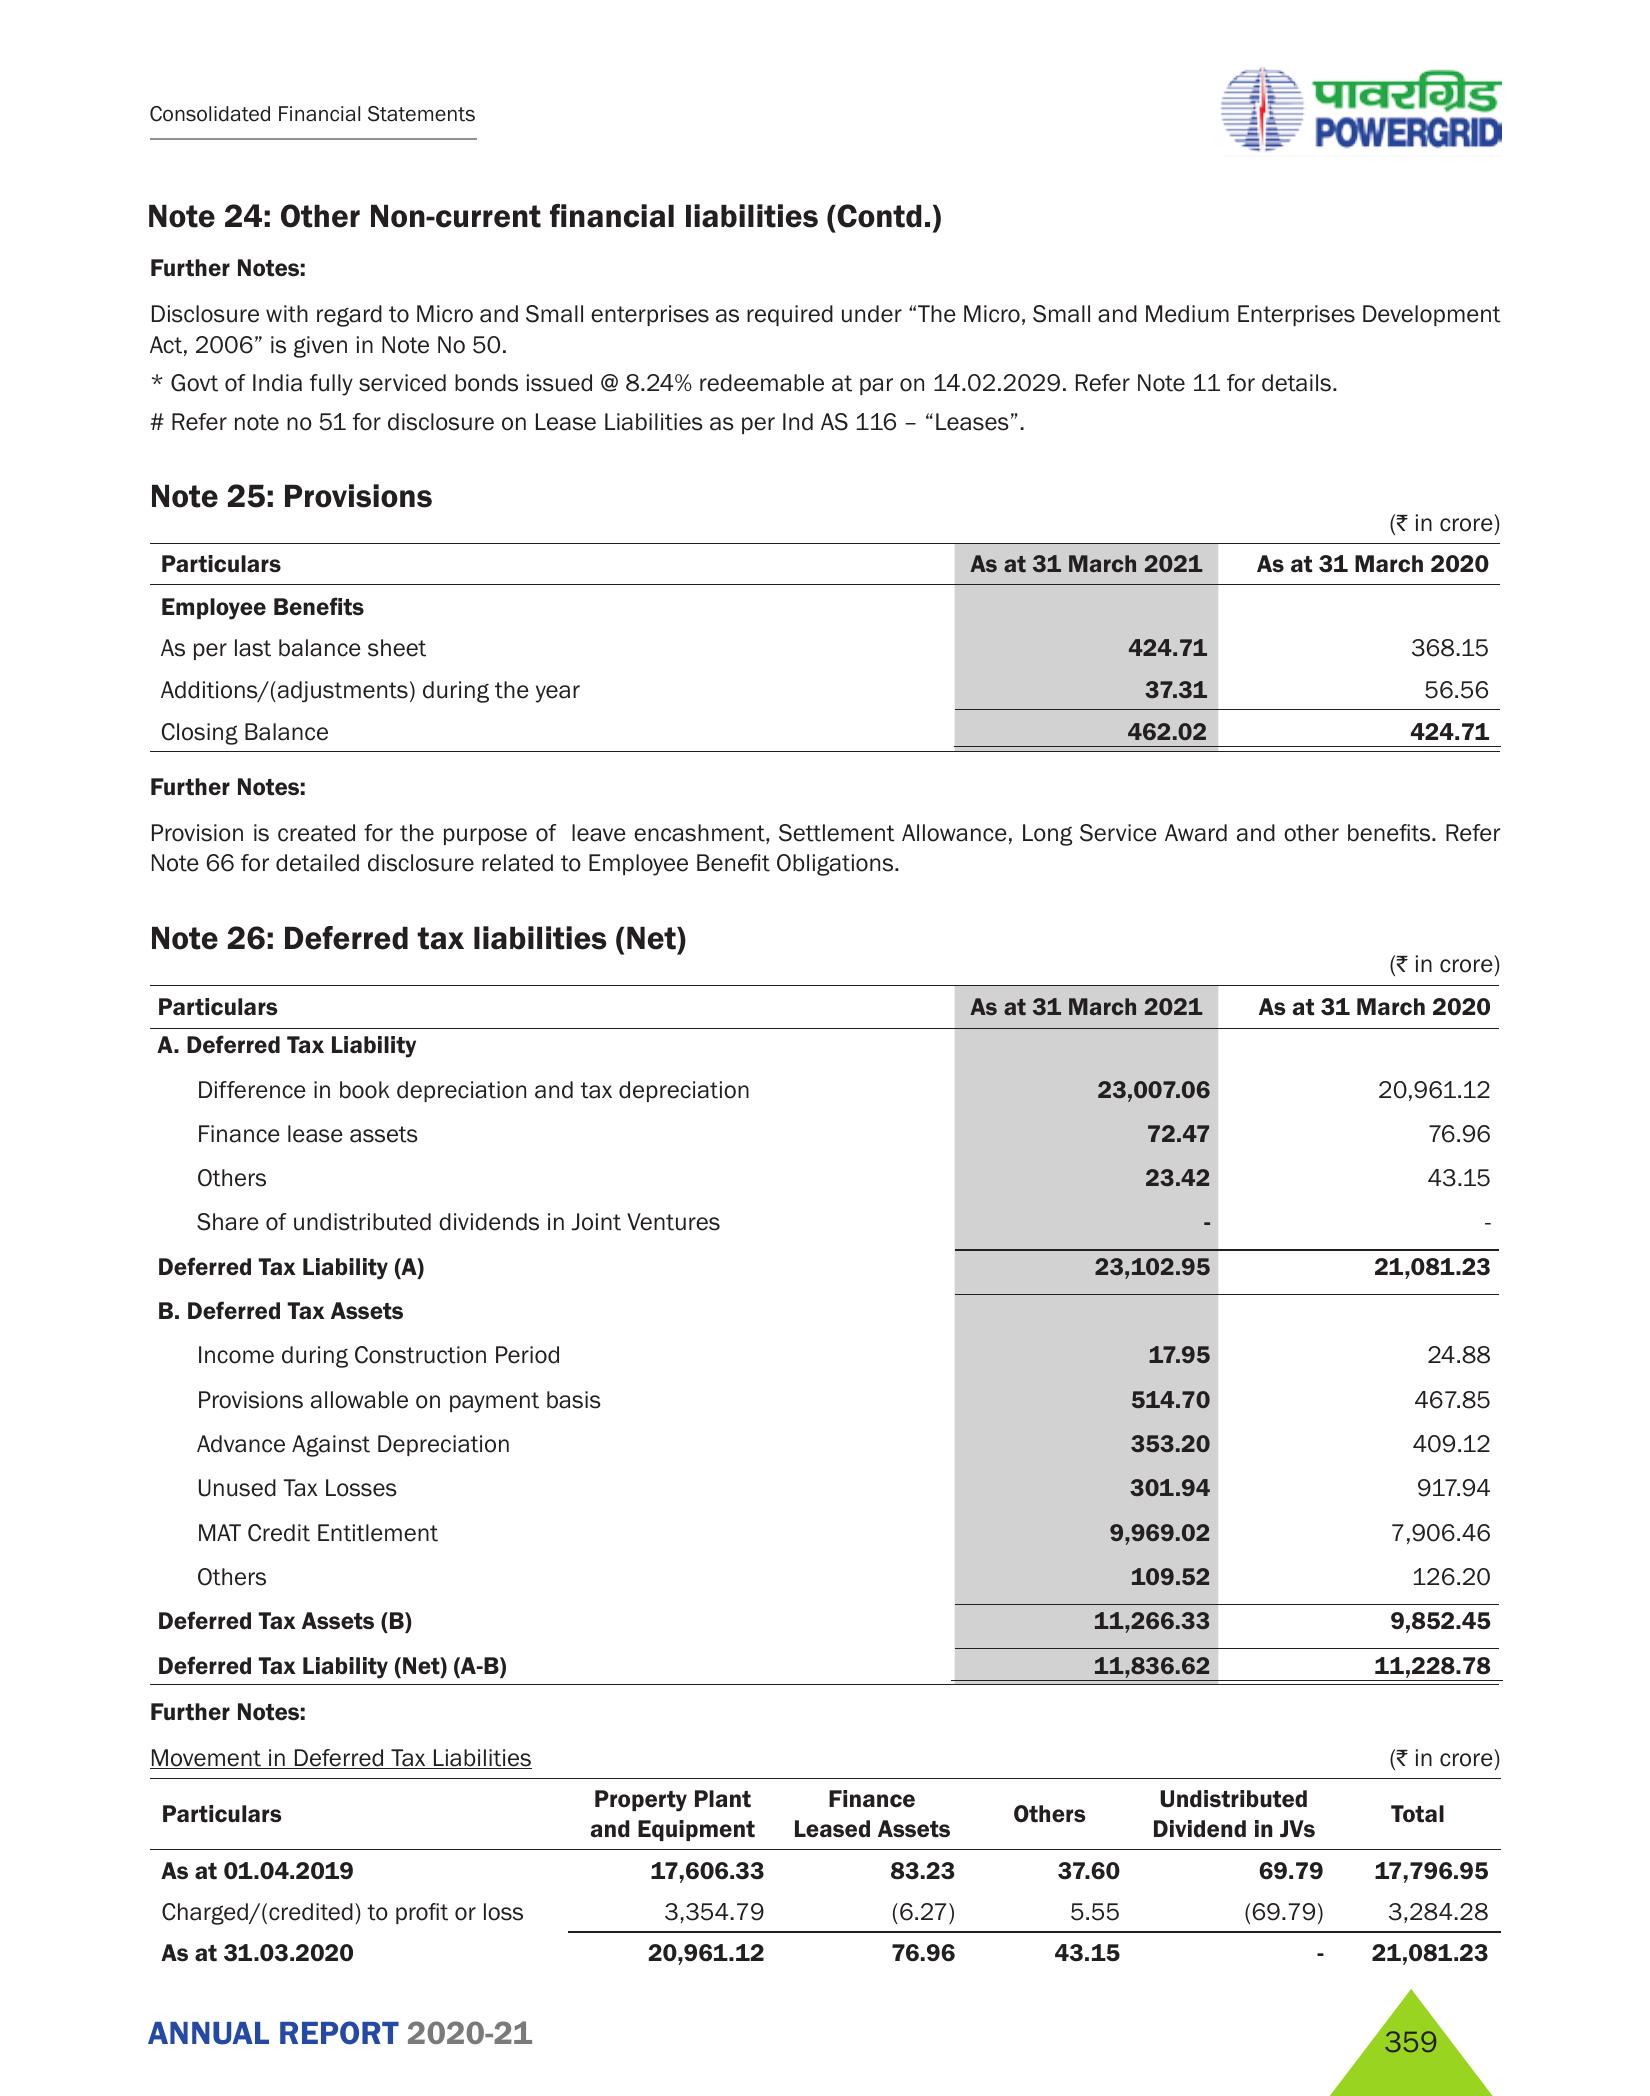 Consolidated Financial Statements
पावरग्रिड
POWERGRID
Note 24: Other Non-current financial liabilities (Contd.)
Further Notes:
Disclosure with regard to Micro and Small enterprises as required under “The Micro, Small and Medium Enterprises Development
Act, 2006” is given in Note No 50.
* Govt of India fully serviced bonds issued @ 8.24% redeemable at par on 14.02.2029. Refer Note 11 for details.
# Refer note no 51 for disclosure on Lease Liabilities as per Ind AS 116 – “Leases”.
Note 25: Provisions
(₹ in crore)
Particulars As at 31 March 2021 As at 31 March 2020
Employee Benefits
As per last balance sheet 424.71 368.15
Additions/(adjustments) during the year 37.31 56.56
Closing Balance 462.02 424.71
Further Notes:
Provision is created for the purpose of leave encashment, Settlement Allowance, Long Service Award and other benefits. Refer
Note 66 for detailed disclosure related to Employee Benefit Obligations.
Note 26: Deferred tax liabilities (Net)
(₹ in crore)
Particulars As at 31 March 2021 As at 31 March 2020
A. Deferred Tax Liability
Difference in book depreciation and tax depreciation 23,007.06 20,961.12
Finance lease assets 72.47 76.96
Others 23.42 43.15
Share of undistributed dividends in Joint Ventures - -
Deferred Tax Liability (A) 23,102.95 21,081.23
B. Deferred Tax Assets
Income during Construction Period 17.95 24.88
Provisions allowable on payment basis 514.70 467.85
Advance Against Depreciation 353.20 409.12
Unused Tax Losses 301.94 917.94
MAT Credit Entitlement 9,969.02 7,906.46
Others 109.52 126.20
Deferred Tax Assets (B) 11,266.33 9,852.45
Deferred Tax Liability (Net) (A-B) 11,836.62 11,228.78
Further Notes:
Movement in Deferred Tax Liabilities (₹ in crore)
Particulars Property Plant and Equipment Finance Leased Assets Others Undistributed Dividend in JVs Total
As at 01.04.2019 17,606.33 83.23 37.60 69.79 17,796.95
Charged/(credited) to profit or loss 3,354.79 (6.27) 5.55 (69.79) 3,284.28
As at 31.03.2020 20,961.12 76.96 43.15 - 21,081.23
ANNUAL REPORT 2020-21
359